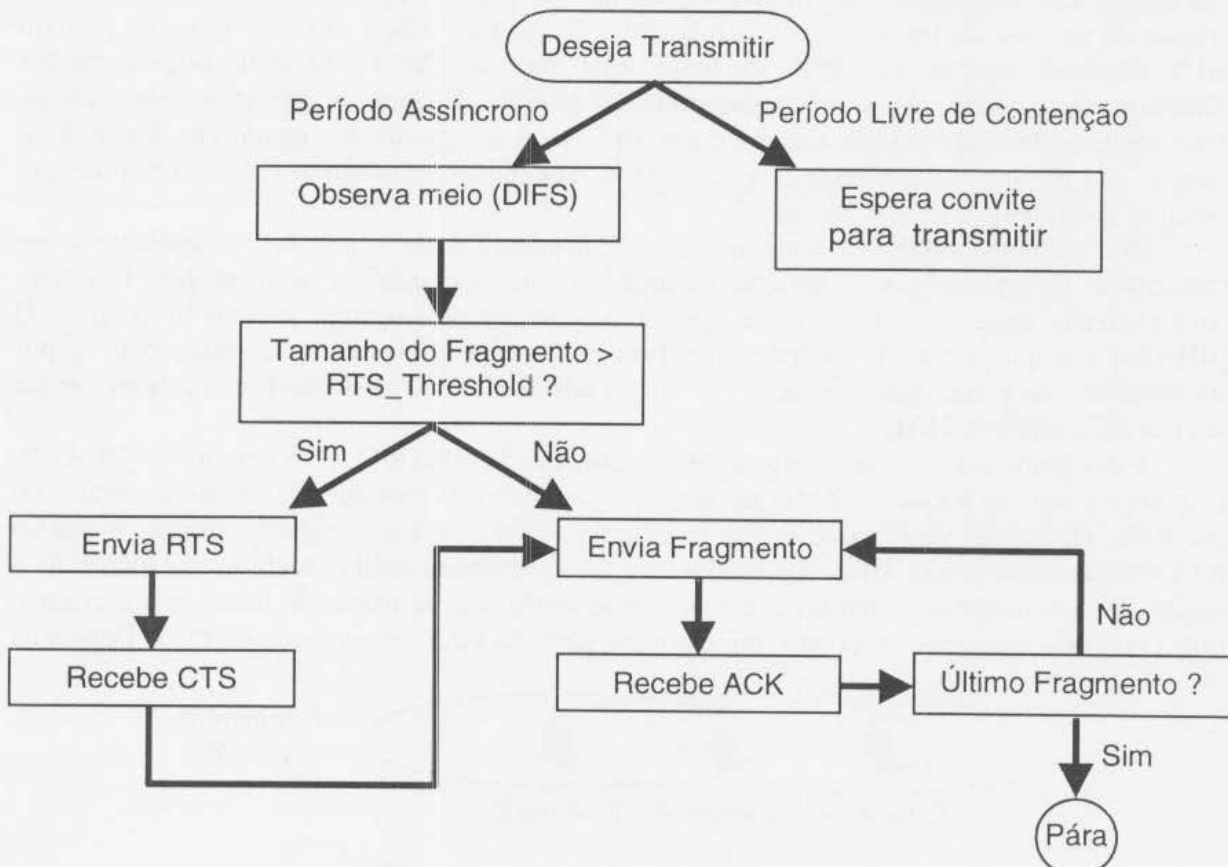 Deseja Transmitir
Período Assíncrono
Período Livre de Contenção
Observa meio (DIFS)
Espera convite
para transmitir
Tamanho do Fragmento >
RTS_Threshold ?
Sim
Não
Envia RTS
Envia Fragmento
Não
Recebe CTS
Recebe ACK
Último Fragmento ?
Sim
Pára